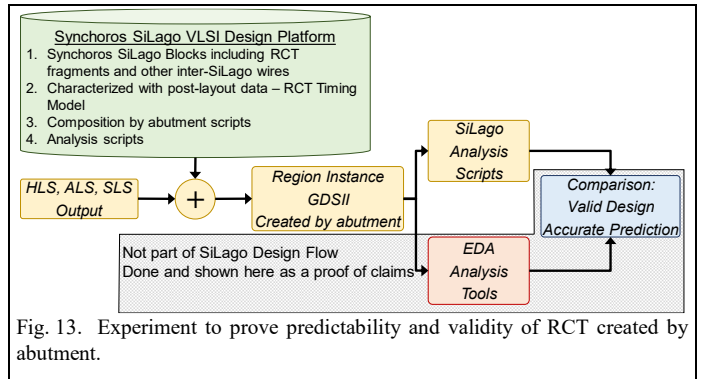 Synchoros SiLago VLSI Design Platform
1. Synchoros SiLago Blocks including RCT
fragments and other inter-SiLago wires
2. Characterized with post-layout data – RCT Timing
Model
3. Composition by abutment scripts
4. Analysis scripts
HLS, ALS, SLS
Output
+
Region Instance
GDSII
Created by abutment
SiLago
Analysis
Scripts
Comparison:
Valid Design
Accurate Prediction
Not part of SiLago Design Flow
Done and shown here as a proof of claims
EDA
Analysis
Tools
Fig. 13. Experiment to prove predictability and validity of RCT created by
abutment.